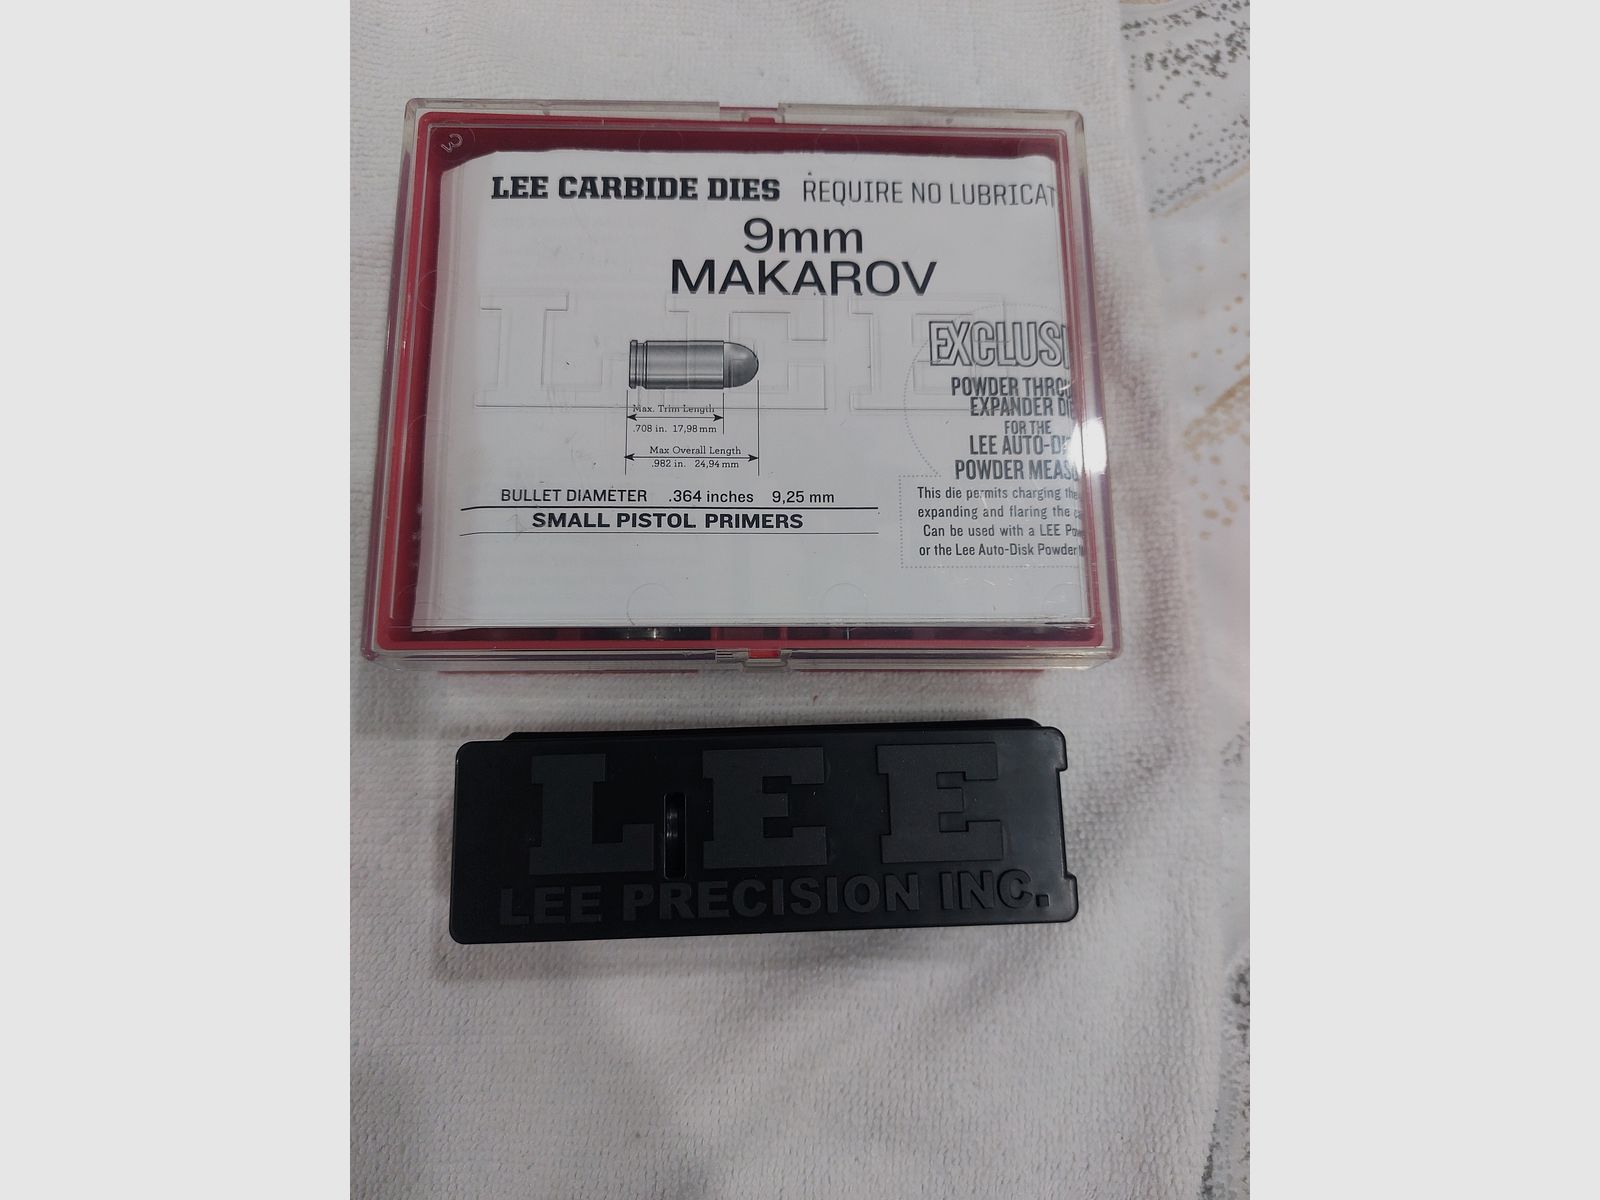 LEE CARBIDE DIES REQUIRE NO LUBRICAT
9mm
MAKAROV
LEE
EXCLUSI
POWDER THROU
EXPANDER DIE
FOR THE
LEE AUTO-DI
POWDER MEAS
Max. Trim Length
.708 in. 17,98 mm
Max Overall Length
.982 in. 24,94 mm
BULLET DIAMETER .364 inches 9,25 mm
SMALL PISTOL PRIMERS
This die permits charging the
expanding and flaring the
Can be used with a LEE
or the Lee Auto-Disk Powder
LEE
LEE PRECISION INC.